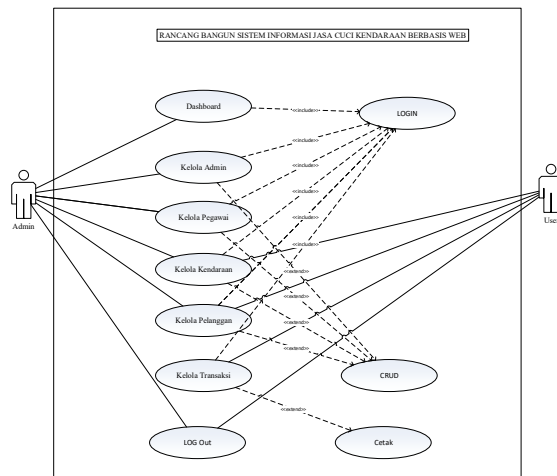 RANCANG BANGUN SISTEM INFORMASI JASA CUCI KENDARAAN BERBASIS WEB
Dashboard
<<include>>
LOGIN
<<include>>
Kelola Admin
<<include>>
Admin
User
Kelola Pegawai
<<include>>
<<include>>
Kelola Kendaraan
<<extend>>
<<extend>>
Kelola Pelanggan
<<extend>>
<<extend>>
Kelola Transaksi
CRUD
<<extend>>
LOG Out
Cetak